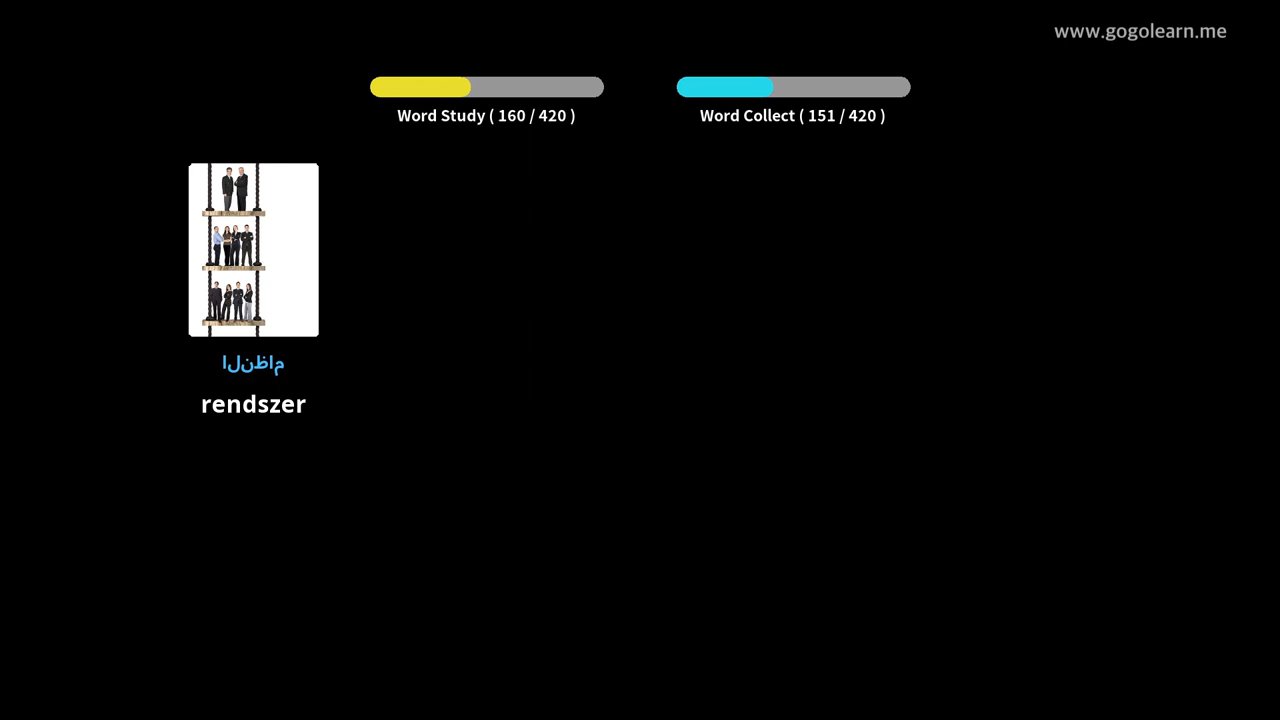 www.gogolearn.me
Word Study ( 160 / 420 )
Word Collect ( 151 / 420 )
النظام
rendszer